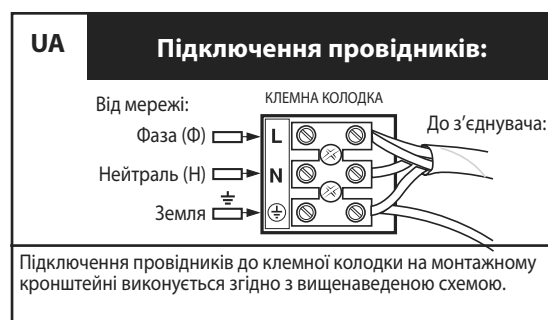 UA
Підключення провідників:
Від мережі:
КЛЕМНА КОЛОДКА
До з’єднувача:
Фаза (Ф)
L
Нейтраль (Н)
N
Земля
Підключення провідників до клемної колодки на монтажному
кронштейні виконується згідно з вищенаведеною схемою.